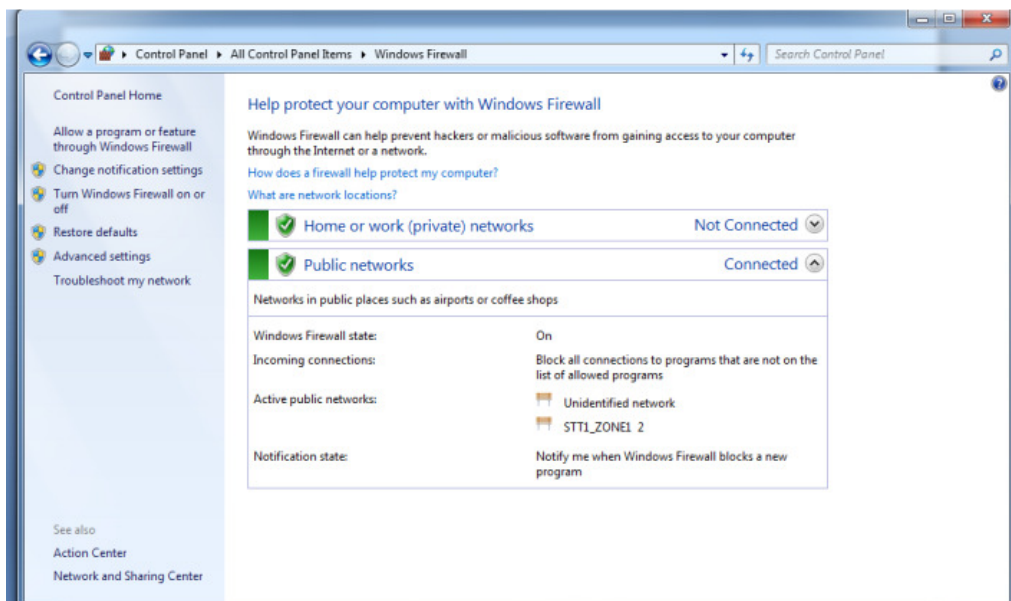 Control Panel ▸ All Control Panel Items ▸ Windows Firewall
Search Control Panel
Control Panel Home
Allow a program or feature
through Windows Firewall
Change notification settings
Turn Windows Firewall on or
off
Restore defaults
Advanced settings
Troubleshoot my network
See also
Action Center
Network and Sharing Center
Help protect your computer with Windows Firewall
Windows Firewall can help prevent hackers or malicious software from gaining access to your computer
through the Internet or a network.
How does a firewall help protect my computer?
What are network locations?
Home or work (private) networks Not Connected
Public networks Connected
Networks in public places such as airports or coffee shops
Windows Firewall state: On
Incoming connections: Block all connections to programs that are not on the
list of allowed programs
Active public networks: Unidentified network
STT1_ZONE1 2
Notification state: Notify me when Windows Firewall blocks a new
program